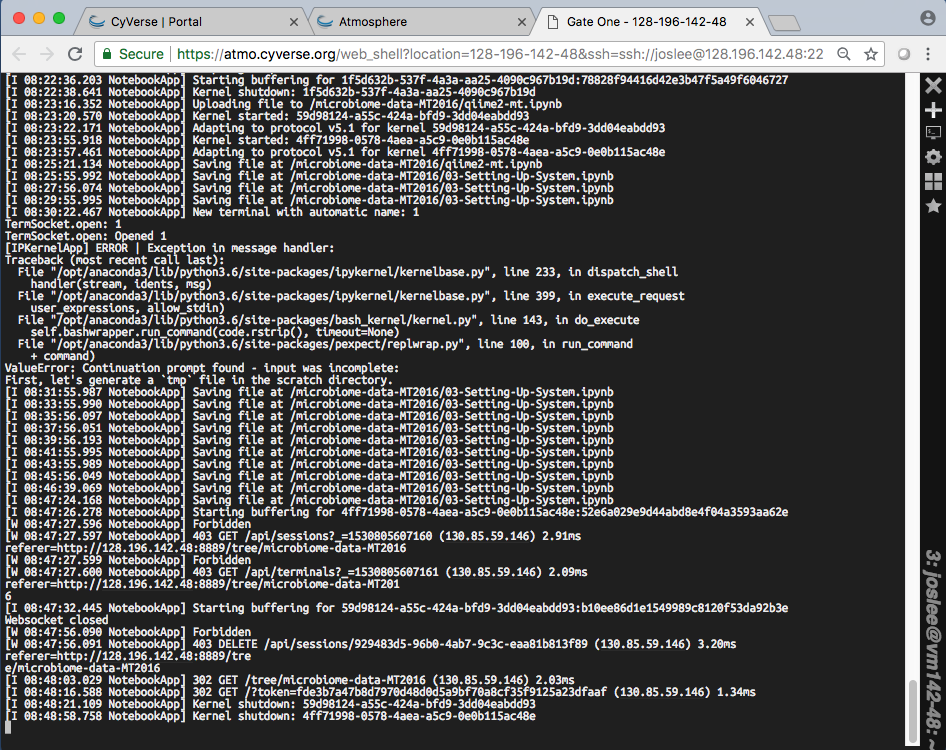 CyVerse | Portal
Atmosphere
Gate One - 128-196-142-48
Secure https://atmo.cyverse.org/web_shell?location=128-196-142-48&ssh=ssh://joslee@128.196.142.48:22
[I 08:22:36.203 NotebookApp] Starting buffering for 1f5d632b-537f-4a3a-aa25-4090c967b19d:78828f94416d42e3b47f5a49f6046727
[I 08:22:38.641 NotebookApp] Kernel shutdown: 1f5d632b-537f-4a3a-aa25-4090c967b19d
[I 08:23:16.352 NotebookApp] Uploading file to /microbiome-data-MT2016/qiime2-mt.ipynb
[I 08:23:20.570 NotebookApp] Kernel started: 59d98124-a55c-424a-bfd9-3dd04eabdd93
[I 08:23:22.171 NotebookApp] Adapting to protocol v5.1 for kernel 59d98124-a55c-424a-bfd9-3dd04eabdd93
[I 08:23:55.918 NotebookApp] Kernel started: 4ff71998-0578-4aea-a5c9-0e0b115ac48e
[I 08:23:57.461 NotebookApp] Adapting to protocol v5.1 for kernel 4ff71998-0578-4aea-a5c9-0e0b115ac48e
[I 08:25:21.134 NotebookApp] Saving file at /microbiome-data-MT2016/qiime2-mt.ipynb
[I 08:25:55.992 NotebookApp] Saving file at /microbiome-data-MT2016/03-Setting-Up-System.ipynb
[I 08:27:56.074 NotebookApp] Saving file at /microbiome-data-MT2016/03-Setting-Up-System.ipynb
[I 08:29:55.995 NotebookApp] Saving file at /microbiome-data-MT2016/03-Setting-Up-System.ipynb
[I 08:30:22.467 NotebookApp] New terminal with automatic name: 1
TermSocket.open: 1
TermSocket.open: Opened 1
[IPKernelApp] ERROR | Exception in message handler:
Traceback (most recent call last):
File "/opt/anaconda3/lib/python3.6/site-packages/ipykernel/kernelbase.py", line 233, in dispatch_shell
handler(stream, idents, msg)
File "/opt/anaconda3/lib/python3.6/site-packages/ipykernel/kernelbase.py", line 399, in execute_request
user_expressions, allow_stdin)
File "/opt/anaconda3/lib/python3.6/site-packages/bash_kernel/kernel.py", line 143, in do_execute
self.bashwrapper.run_command(code.rstrip(), timeout=None)
File "/opt/anaconda3/lib/python3.6/site-packages/pexpect/replwrap.py", line 100, in run_command
+ command)
ValueError: Continuation prompt found - input was incomplete:
First, let's generate a `tmp` file in the scratch directory.
[I 08:31:55.987 NotebookApp] Saving file at /microbiome-data-MT2016/03-Setting-Up-System.ipynb
[I 08:33:55.990 NotebookApp] Saving file at /microbiome-data-MT2016/03-Setting-Up-System.ipynb
[I 08:35:56.097 NotebookApp] Saving file at /microbiome-data-MT2016/03-Setting-Up-System.ipynb
[I 08:37:56.051 NotebookApp] Saving file at /microbiome-data-MT2016/03-Setting-Up-System.ipynb
[I 08:39:56.193 NotebookApp] Saving file at /microbiome-data-MT2016/03-Setting-Up-System.ipynb
[I 08:41:55.995 NotebookApp] Saving file at /microbiome-data-MT2016/03-Setting-Up-System.ipynb
[I 08:43:55.989 NotebookApp] Saving file at /microbiome-data-MT2016/03-Setting-Up-System.ipynb
[I 08:45:56.049 NotebookApp] Saving file at /microbiome-data-MT2016/03-Setting-Up-System.ipynb
[I 08:46:39.069 NotebookApp] Saving file at /microbiome-data-MT2016/03-Setting-Up-System.ipynb
[I 08:47:24.168 NotebookApp] Saving file at /microbiome-data-MT2016/03-Setting-Up-System.ipynb
[I 08:47:26.278 NotebookApp] Starting buffering for 4ff71998-0578-4aea-a5c9-0e0b115ac48e:52e6a029e9d44abd8e4f04a3593aa62e
[W 08:47:27.596 NotebookApp] Forbidden
[W 08:47:27.597 NotebookApp] 403 GET /api/sessions?_=1530805607160 (130.85.59.146) 2.91ms
referer=http://128.196.142.48:8889/tree/microbiome-data-MT2016
[W 08:47:27.599 NotebookApp] Forbidden
[W 08:47:27.600 NotebookApp] 403 GET /api/terminals?_=1530805607161 (130.85.59.146) 2.09ms
referer=http://128.196.142.48:8889/tree/microbiome-data-MT201
6
[I 08:47:32.445 NotebookApp] Starting buffering for 59d98124-a55c-424a-bfd9-3dd04eabdd93:b10ee86d1e1549989c8120f53da92b3e
Websocket closed
[W 08:47:56.090 NotebookApp] Forbidden
[W 08:47:56.091 NotebookApp] 403 DELETE /api/sessions/929483d5-96b0-4ab7-9c3c-eaa81b813f89 (130.85.59.146) 3.20ms
referer=http://128.196.142.48:8889/tre
e/microbiome-data-MT2016
[I 08:48:03.029 NotebookApp] 302 GET /tree/microbiome-data-MT2016 (130.85.59.146) 2.03ms
[I 08:48:16.588 NotebookApp] 302 GET /?token=fde3b7a47b8d7970d48d0d5a9bf70a8cf35f9125a23dfaaf (130.85.59.146) 1.34ms
[I 08:48:21.109 NotebookApp] Kernel shutdown: 59d98124-a55c-424a-bfd9-3dd04eabdd93
[I 08:48:58.758 NotebookApp] Kernel shutdown: 4ff71998-0578-4aea-a5c9-0e0b115ac48e
3: joslee@vm142-48: ~